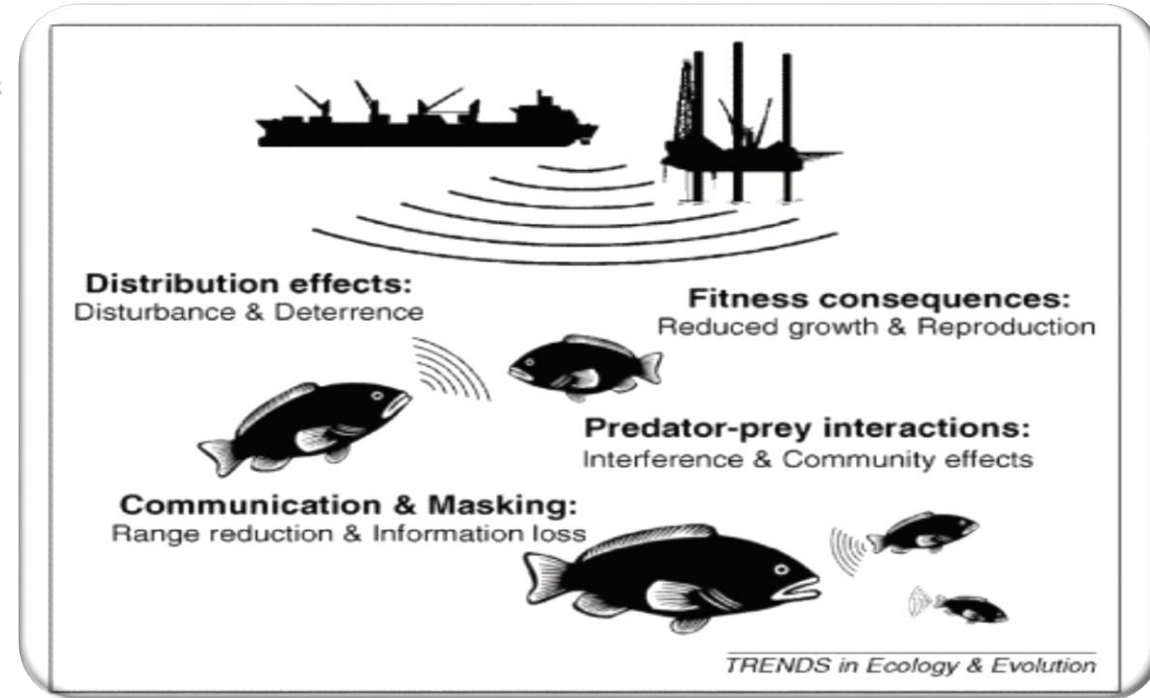 Distribution effects:
Disturbance & Deterrence
Fitness consequences:
Reduced growth & Reproduction
Predator-prey interactions:
Interference & Community effects
Communication & Masking:
Range reduction & Information loss
TRENDS in Ecology & Evolution